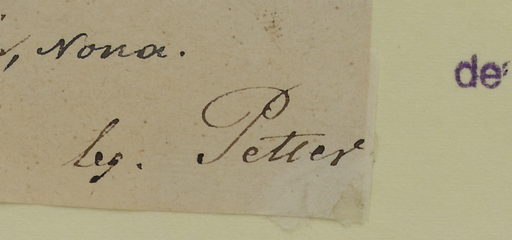 , Nona.
de
leg. Petter